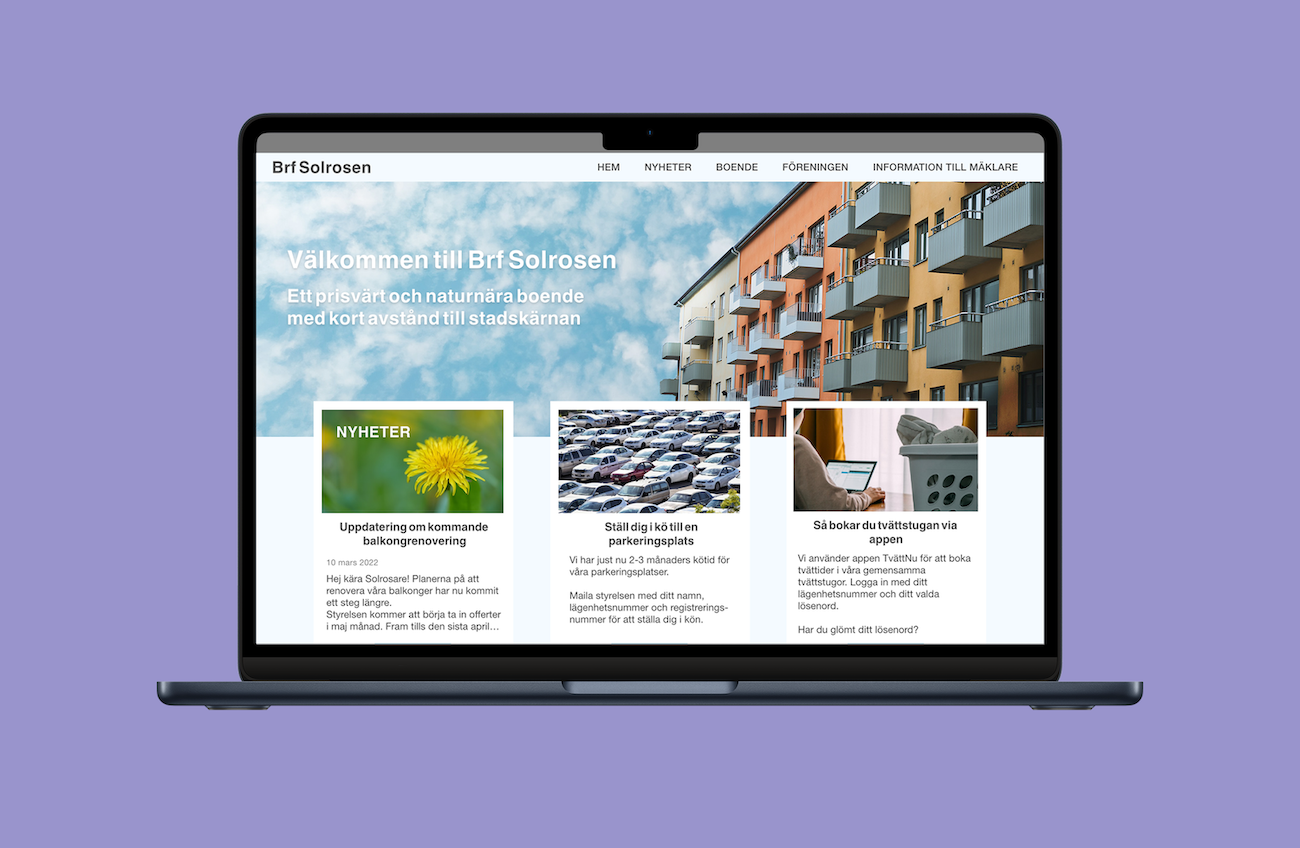 Brf Solrosen
HEM NYHETER BOENDE FÖRENINGEN INFORMATION TILL MÄKLARE
Välkommen till Brf Solrosen
Ett prisvärt och naturnära boende
med kort avstånd till stadskärnan
NYHETER
Uppdatering om kommande
balkongrenovering
10 mars 2022
Hej kära Solrosare! Planerna på att
renovera våra balkonger har nu kommit
ett steg längre.
Styrelsen kommer att börja ta in offerter
i maj månad. Fram tills den sista april...
Ställ dig i kö till en
parkeringsplats
Vi har just nu 2-3 månaders kötid för
våra parkeringsplatser.
Maila styrelsen med ditt namn,
lägenhetsnummer och registrerings-
nummer för att ställa dig i kön.
Så bokar du tvättstugan via
appen
Vi använder appen TvättNu för att boka
tvättider i våra gemensamma
tvättstugor. Logga in med ditt
lägenhetsnummer och ditt valda
lösenord.
Har du glömt ditt lösenord?